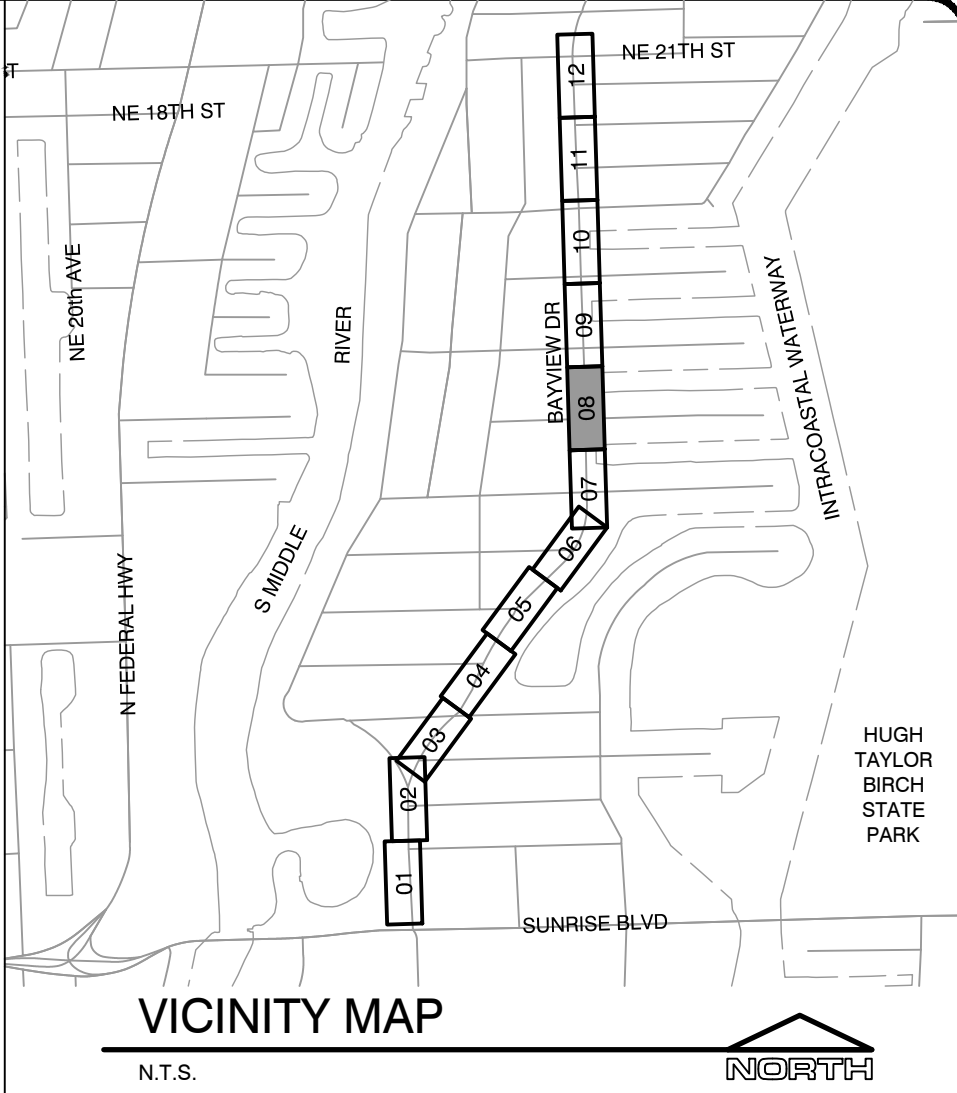 NE 21TH ST
T
NE 18TH ST
12
11
10
09
08
07
06
05
04
03
02
01
NE 20th AVE
RIVER
S MIDDLE
BAYVIEW DR
INTRACOASTAL WATERWAY
N FEDERAL HWY
HUGH
TAYLOR
BIRCH
STATE
PARK
SUNRISE BLVD
VICINITY MAP
N.T.S.
NORTH